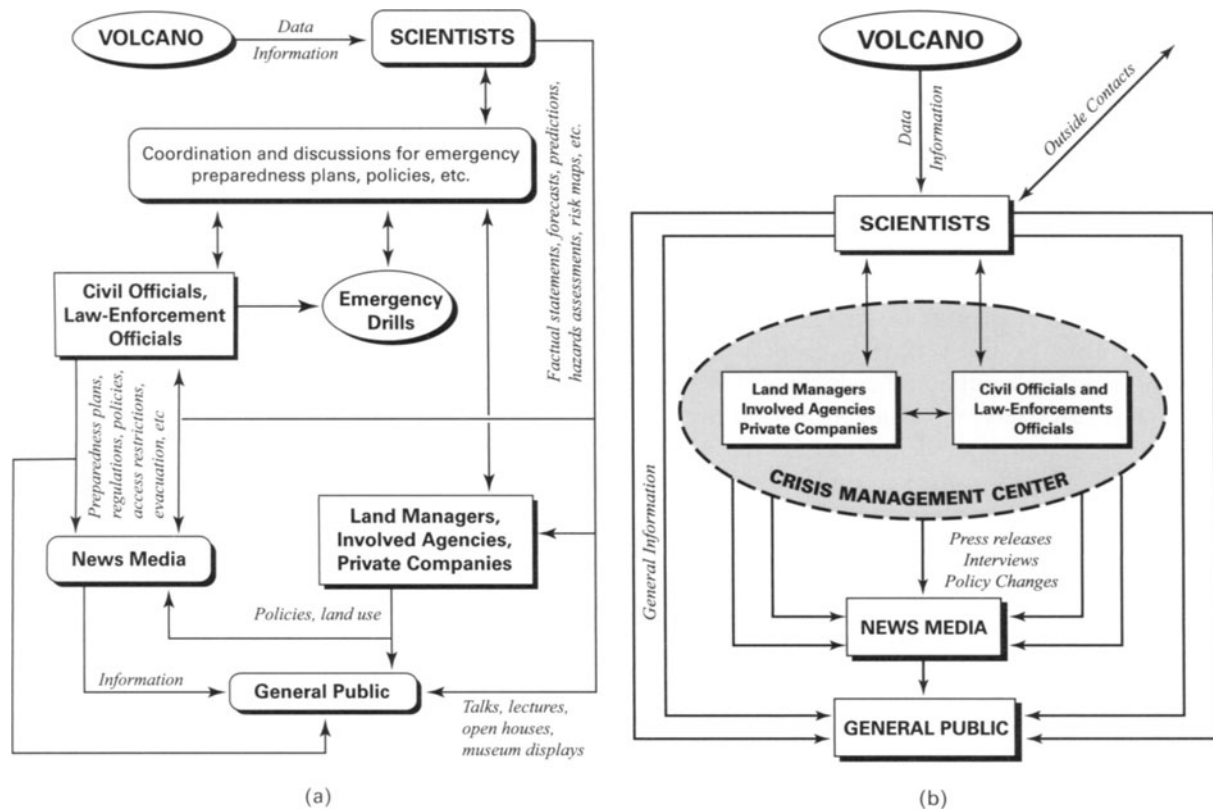 VOLCANO
Data
Information
SCIENTISTS
Coordination and discussions for emergency
preparedness plans, policies, etc.
Factual statements, forecasts, predictions,
hazards assessments, risk maps, etc.
Civil Officials,
Law-Enforcement
Officials
Emergency
Drills
Preparedness plans,
regulations, policies,
access restrictions,
evacuation, etc
News Media
Land Managers,
Involved Agencies,
Private Companies
Policies, land use
Information
General Public
Talks, lectures,
open houses,
museum displays
(a)
VOLCANO
Data
Information
Outside Contacts
SCIENTISTS
Land Managers
Involved Agencies
Private Companies
Civil Officials and
Law-Enforcements
Officials
CRISIS MANAGEMENT CENTER
General Information
Press releases
Interviews
Policy Changes
NEWS MEDIA
GENERAL PUBLIC
(b)